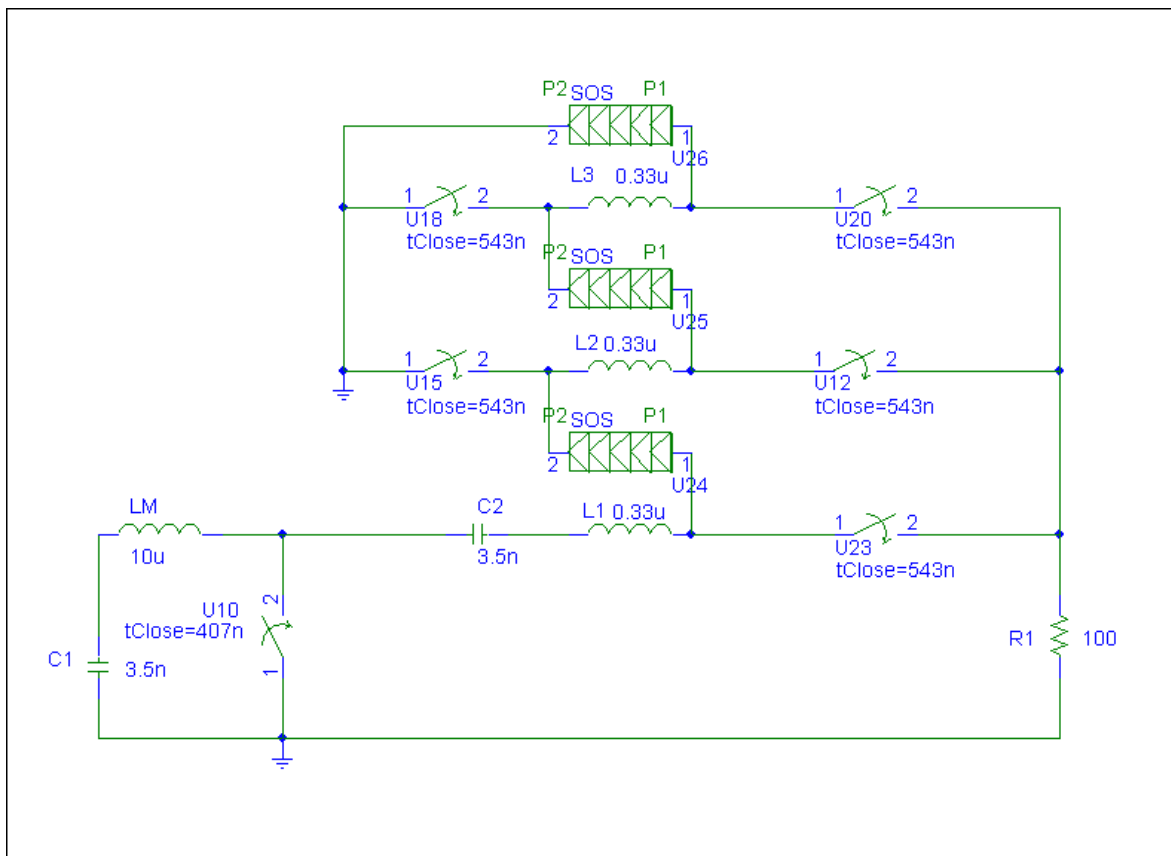 P2 SOS P1
2 1
U26
L3 0.33u
1 2 1 2
U18 U20
tClose=543n tClose=543n
P2 SOS P1
2 1
U25
L2 0.33u
1 2 1 2
U15 U12
tClose=543n tClose=543n
P2 SOS P1
2 1
U24
LM C2 L1 0.33u
1 2
10u 3.5n U23
tClose=543n
U10 2
tClose=407n
R1 100
C1 3.5n 1